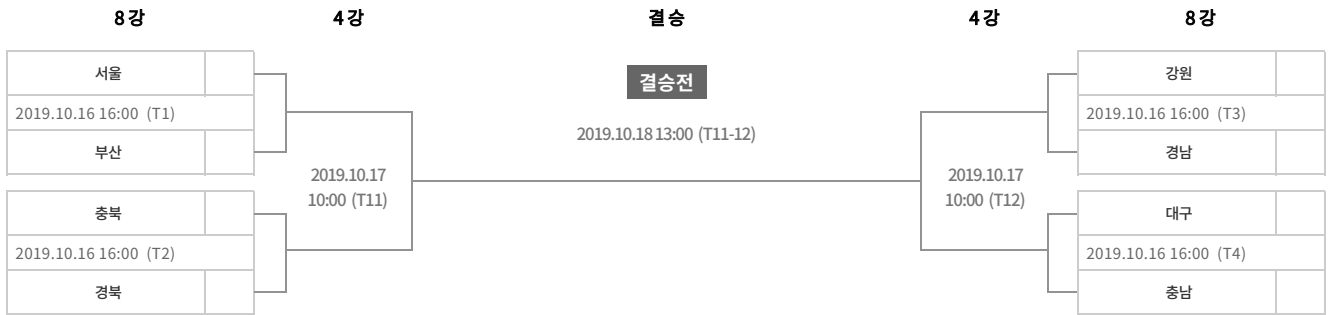 8강 4강 결승 4강 8강
서울
2019.10.16 16:00 (T1)
부산
충북
2019.10.16 16:00 (T2)
경북
2019.10.17
10:00 (T11)
결승전
2019.10.18 13:00 (T11-12)
2019.10.17
10:00 (T12)
강원
2019.10.16 16:00 (T3)
경남
대구
2019.10.16 16:00 (T4)
충남